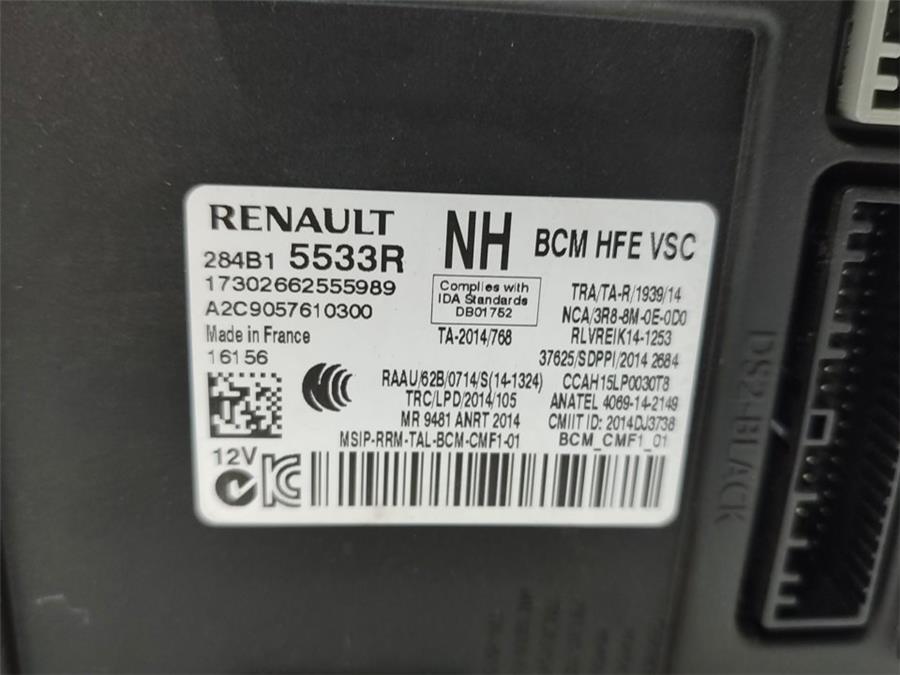 RENAULT
284B1 5533R
17302662555989
A2C9057610300
Made in France
16156
NH
BCM HFE VSC
Complies with
IDA Standards
DB01752
TA-2014/768
TRA/TA-R/1939/14
NCA/3R8-8M-0E-0D0
RLVREIK14-1253
37625/SDPPI/2014 2684
RAAU/62B/0714/S(14-1324)
CCAH15LP0030T8
TRC/LPD/2014/105
ANATEL 4069-14-2149
MR 9481 ANRT 2014
CMIIT ID: 2014DJ3738
MSIP-RRM-TAL-BCM-CMF1-01
BCM_CMF1_01
12V
DS2-BLACK